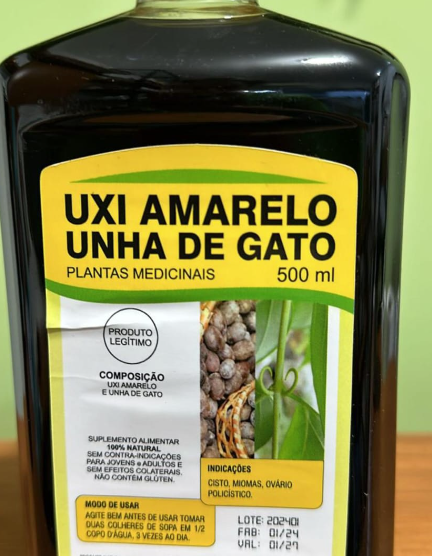 UXI AMARELO
UNHA DE GATO
PLANTAS MEDICINAIS 500 ml
PRODUTO
LEGÍTIMO
COMPOSIÇÃO
UXI AMARELO
E UNHA DE GATO
SUPLEMENTO ALIMENTAR
100% NATURAL
SEM CONTRA-INDICAÇÕES
PARA JOVENS e ADULTOS E
SEM EFEITOS COLATERAIS.
NÃO CONTÉM GLÚTEN.
INDICAÇÕES
CISTO, MIOMAS, OVÁRIO
POLICÍSTICO.
MODO DE USAR
AGITE BEM ANTES DE USAR TOMAR
DUAS COLHERES DE SOPA EM 1/2
COPO D'ÁGUA, 3 VEZES AO DIA.
LOTE: 202401
FAB: 01/24
VAL: 01/27